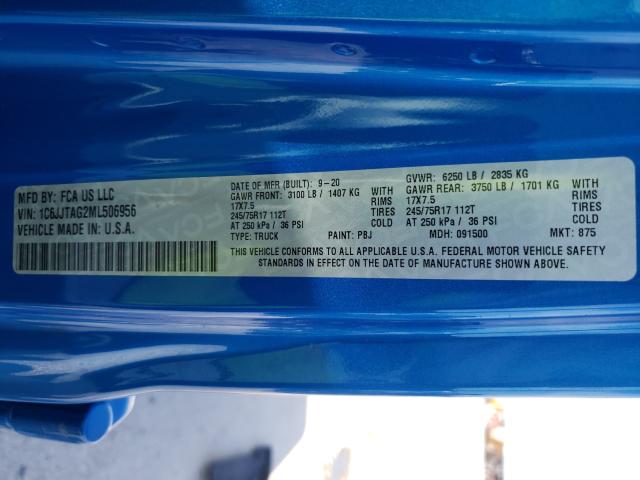 MFD BY: FCA US LLC
VIN: 1C6JJTAG2ML506956
VEHICLE MADE IN: U.S.A.
DATE OF MFR (BUILT): 9-20
GAWR FRONT: 3100 LB / 1407 KG
17X7.5
245/75R17 112T
AT 250 kPa / 36 PSI
TYPE: TRUCK
WITH
RIMS
TIRES
COLD
PAINT: PBJ
GVWR: 6250 LB / 2835 KG
GAWR REAR: 3750 LB / 1701 KG
17X7.5
245/75R17 112T
AT 250 kPa / 36 PSI
MDH: 091500
WITH
RIMS
TIRES
COLD
MKT: 875
THIS VEHICLE CONFORMS TO ALL APPLICABLE U.S.A. FEDERAL MOTOR VEHICLE SAFETY
STANDARDS IN EFFECT ON THE DATE OF MANUFACTURE SHOWN ABOVE.